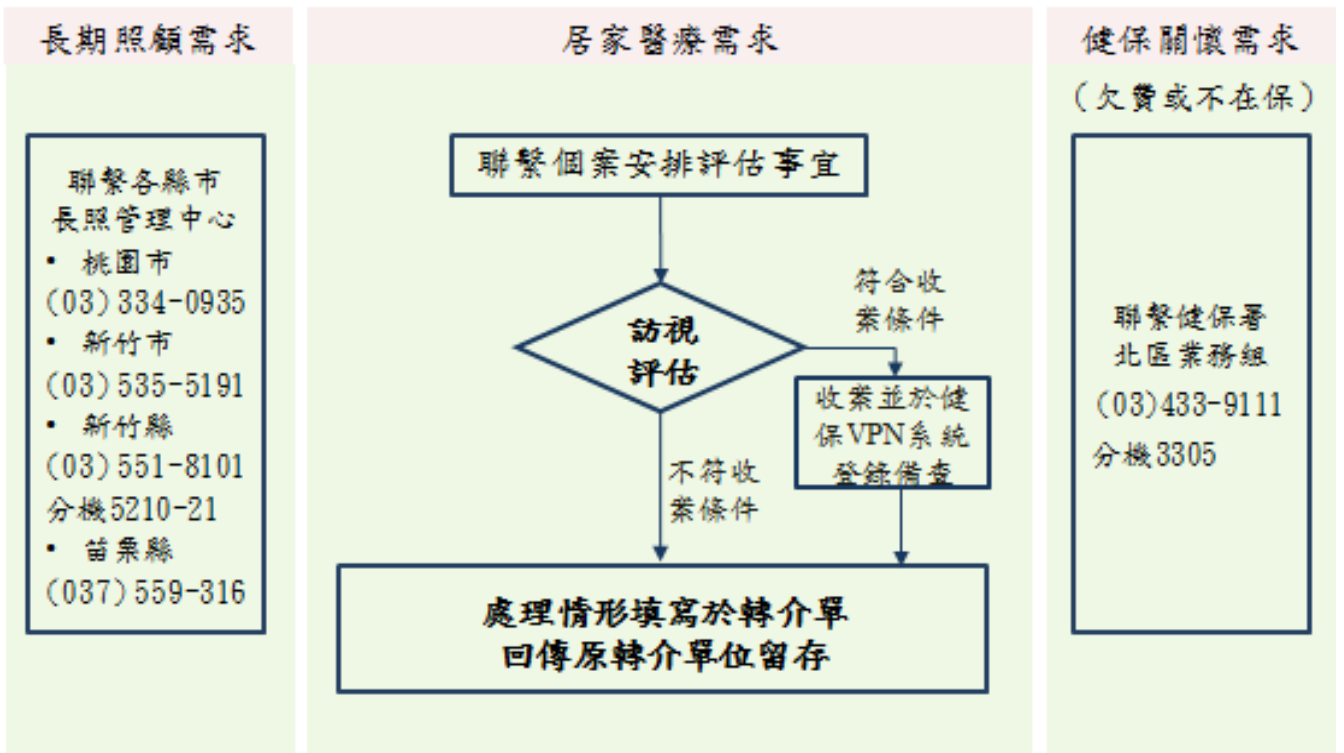 長期照顧需求
聯繫各縣市
長照管理中心
• 桃園市
(03)334-0935
• 新竹市
(03)535-5191
• 新竹縣
(03)551-8101
分機5210-21
• 苗栗縣
(037)559-316
居家醫療需求
聯繫個案安排評估事宜
訪視
評估
符合收
案條件
收案並於健
保VPN系統
登錄備查
不符收
案條件
處理情形填寫於轉介單
回傳原轉介單位留存
健保關懷需求
(欠費或不在保)
聯繫健保署
北區業務組
(03)433-9111
分機3305